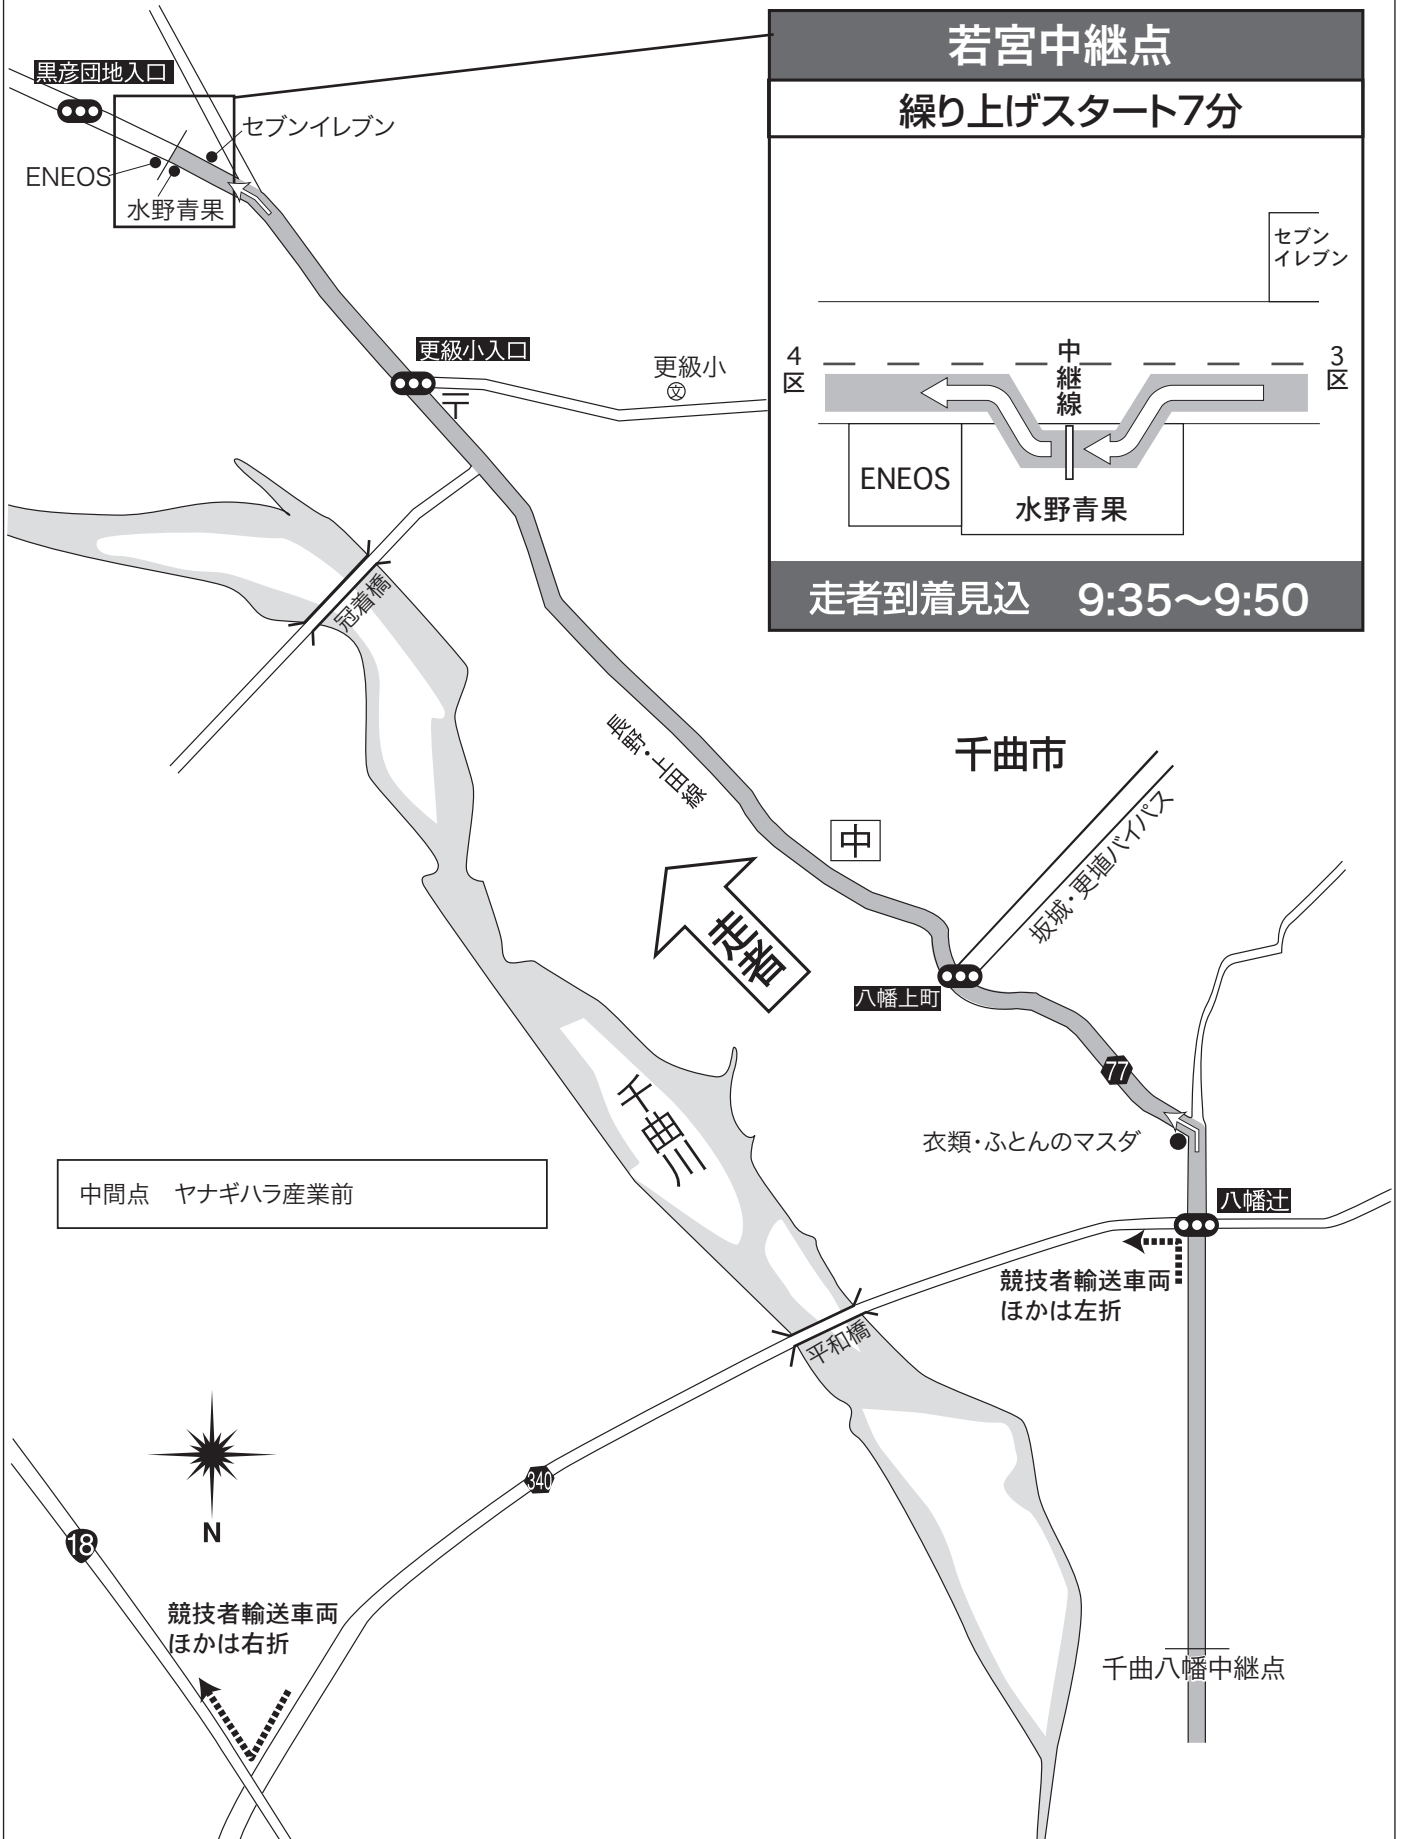 若宮中継点
繰り上げスタート7分
セブン
イレブン
4区
中継線
3区
ENEOS
水野青果
走者到着見込 9:35〜9:50
黒彦団地入口
セブンイレブン
ENEOS
水野青果
更級小入口
更級小
文
〒
冠着橋
長野・上田線
千曲市
中
坂城・更埴バイパス
走者
八幡上町
77
千曲川
衣類・ふとんのマスダ
中間点 ヤナギハラ産業前
八幡辻
競技者輸送車両
ほかは左折
平和橋
340
N
18
競技者輸送車両
ほかは右折
千曲八幡中継点